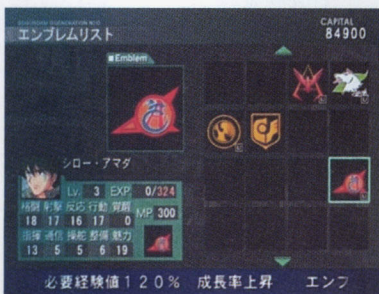 CAPITAL
エンブレムリスト
84900
Emblem
シロー・アマダ
Lv. 3 EXP 0/324
格闘 射撃 反応 行動 覚醒
18 17 16 17 0 MP 300
指揮 通信 操舵 整備 魅力
13 5 5 6 19
必要経験値120% 成長率上昇 エンブ